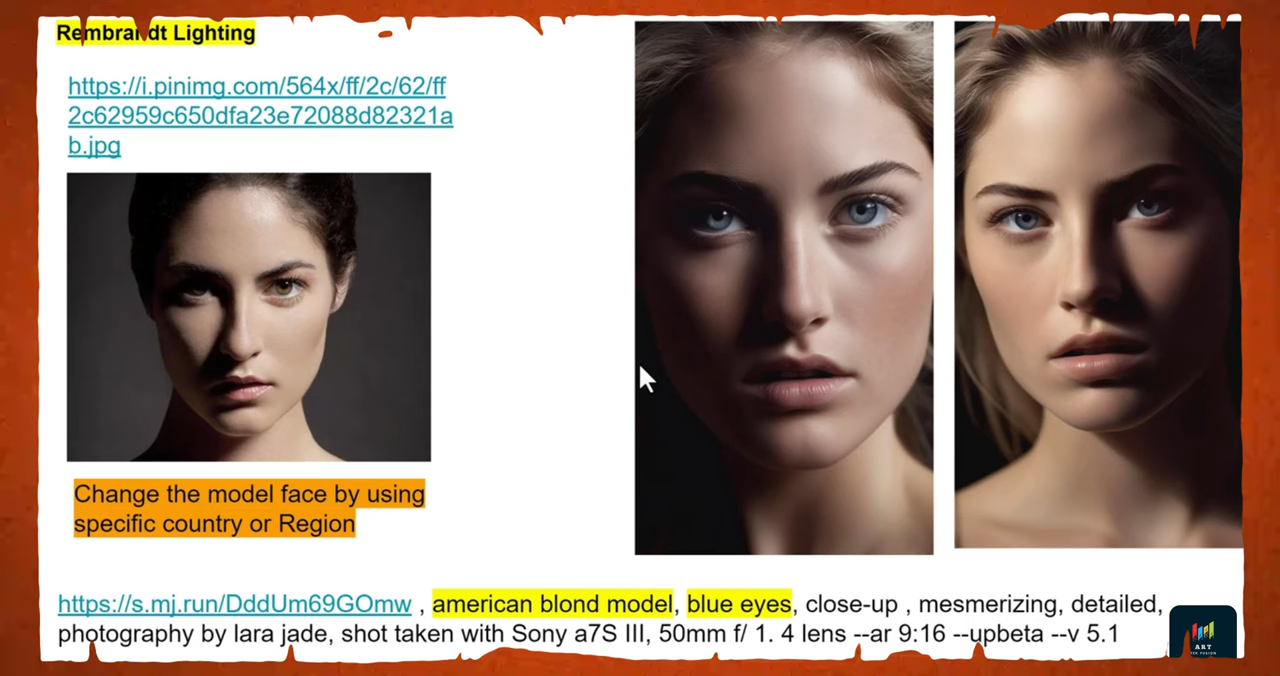 Rembrandt Lighting
https://i.pinimg.com/564x/ff/2c/62/ff
2c62959c650dfa23e72088d82321a
b.jpg
Change the model face by using
specific country or Region
https://s.mj.run/DddUm69GOmw , american blond model, blue eyes, close-up , mesmerizing, detailed,
photography by lara jade, shot taken with Sony a7S III, 50mm f/ 1. 4 lens --ar 9:16 --upbeta --v 5.1
ART